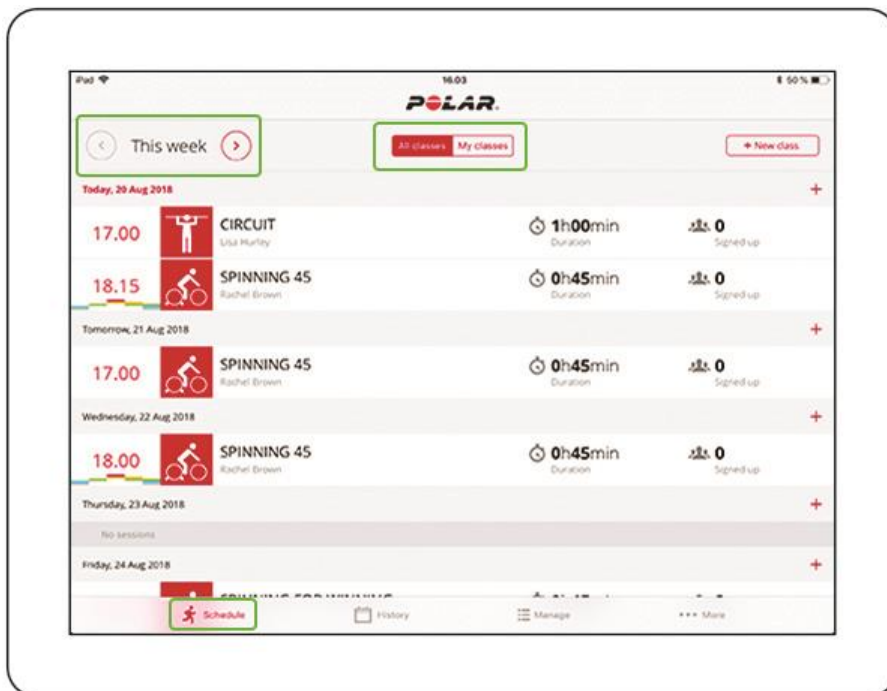 iPad 16.03 50%
POLAR
This week All classes My classes + New class
Today, 20 Aug 2018 +
17.00 CIRCUIT 1h00min 0
Lisa Hurley Duration Signed up
18.15 SPINNING 45 0h45min 0
Rachel Brown Duration Signed up
Tomorrow, 21 Aug 2018 +
17.00 SPINNING 45 0h45min 0
Rachel Brown Duration Signed up
Wednesday, 22 Aug 2018 +
18.00 SPINNING 45 0h45min 0
Rachel Brown Duration Signed up
Thursday, 23 Aug 2018 +
No sessions
Friday, 24 Aug 2018 +
SPINNING FOR WINNING
Schedule History Manage More